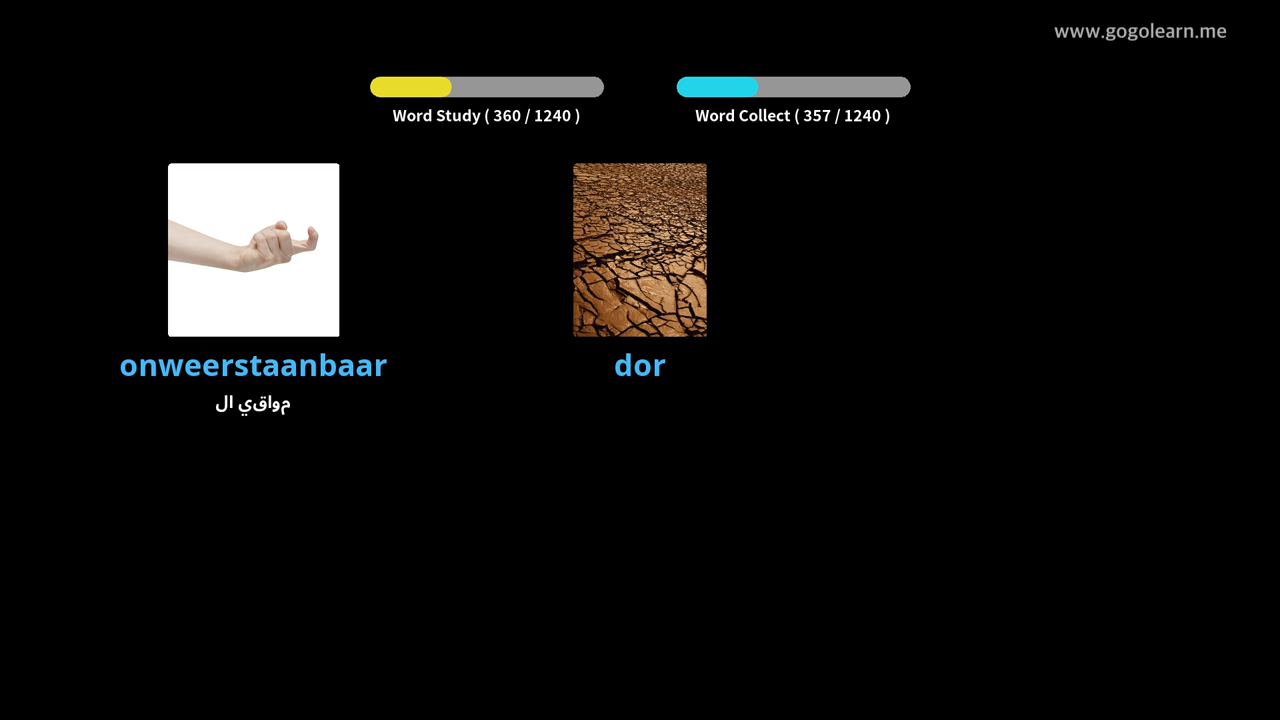 www.gogolearn.me
Word Study ( 360 / 1240 )
Word Collect ( 357 / 1240 )
onweerstaanbaar
مواقي ال
dor